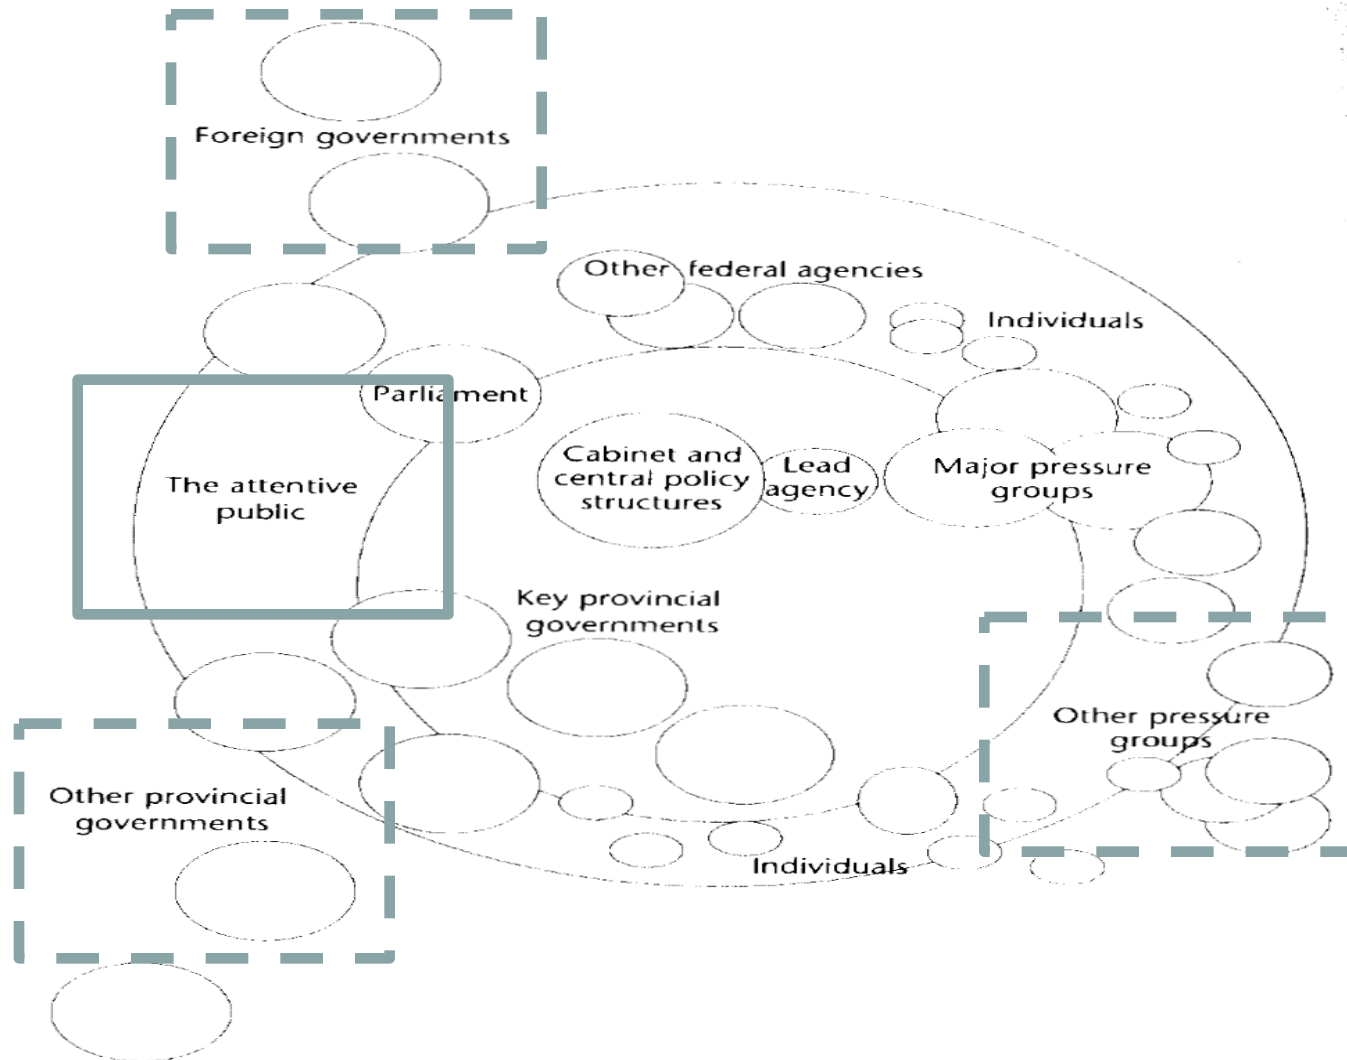 Foreign governments
Other federal agencies
Individuals
Parliament
Cabinet and
central policy
structures
Lead
agency
Major pressure
groups
The attentive
public
Key provincial
governments
Other pressure
groups
Other provincial
governments
Individuals